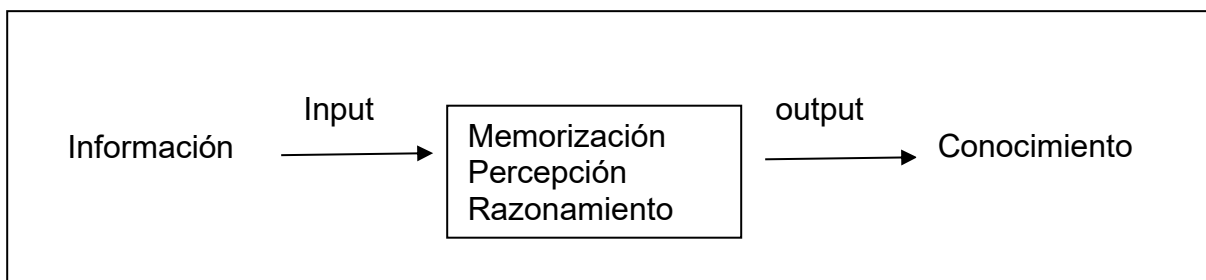 Información
Input
Memorización
Percepción
Razonamiento
output
Conocimiento